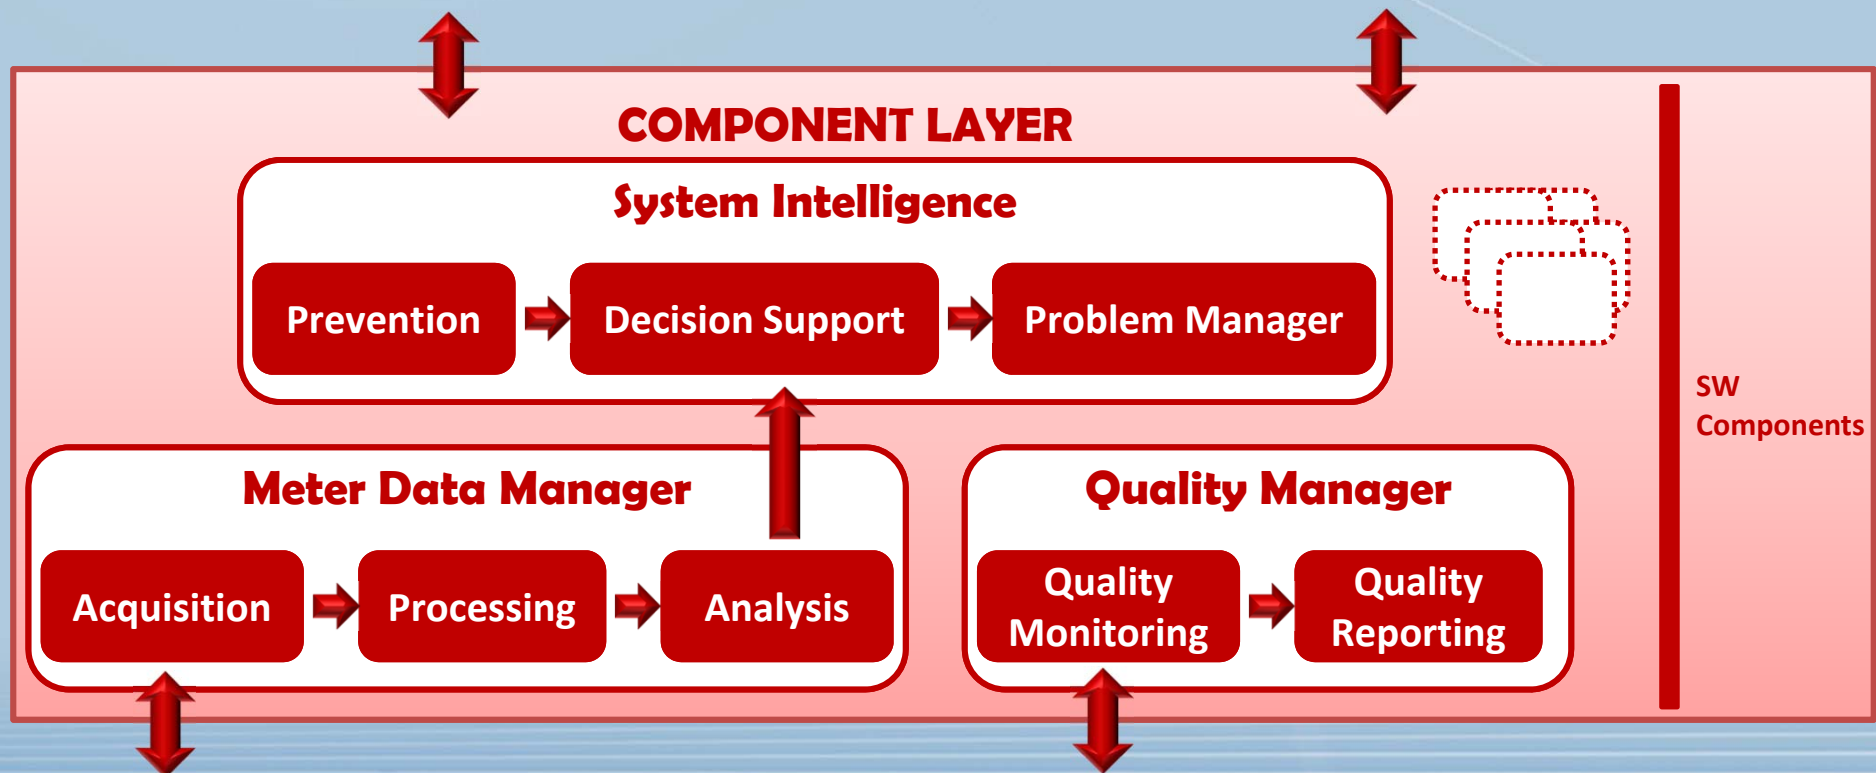 COMPONENT LAYER
System Intelligence
Prevention
Decision Support
Problem Manager
SW
Components
Meter Data Manager
Acquisition
Processing
Analysis
Quality Manager
Quality
Monitoring
Quality
Reporting